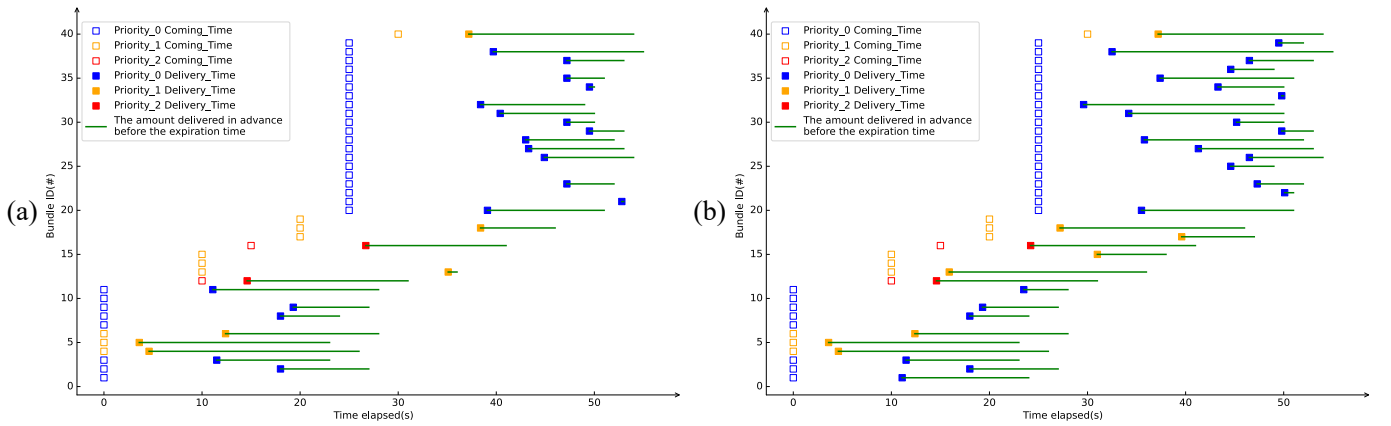 (a)
Bundle ID(#)
40
35
30
25
20
15
10
5
0
Priority_0 Coming_Time
Priority_1 Coming_Time
Priority_2 Coming_Time
Priority_0 Delivery_Time
Priority_1 Delivery_Time
Priority_2 Delivery_Time
The amount delivered in advance
before the expiration time
0 10 20 30 40 50
Time elapsed(s)
(b)
Bundle ID(#)
40
35
30
25
20
15
10
5
0
Priority_0 Coming_Time
Priority_1 Coming_Time
Priority_2 Coming_Time
Priority_0 Delivery_Time
Priority_1 Delivery_Time
Priority_2 Delivery_Time
The amount delivered in advance
before the expiration time
0 10 20 30 40 50
Time elapsed(s)